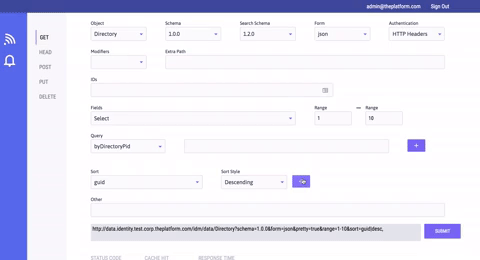 admin@theplatform.com Sign Out
GET
HEAD
POST
PUT
DELETE
Object Schema Search Schema Form Authentication
Directory 1.0.0 1.2.0 json HTTP Headers
Modifiers Extra Path
IDs
Fields Range Range
Select 1 — 10
Query
byDirectoryPid +
Sort Sort Style
guid Descending
Other
http://data.identity.test.corp.theplatform.com/idm/data/Directory?schema=1.0.0&form=json&pretty=true&range=1-10&sort=guid|desc, SUBMIT
STATUS CODE CACHE HIT RESPONSE TIME